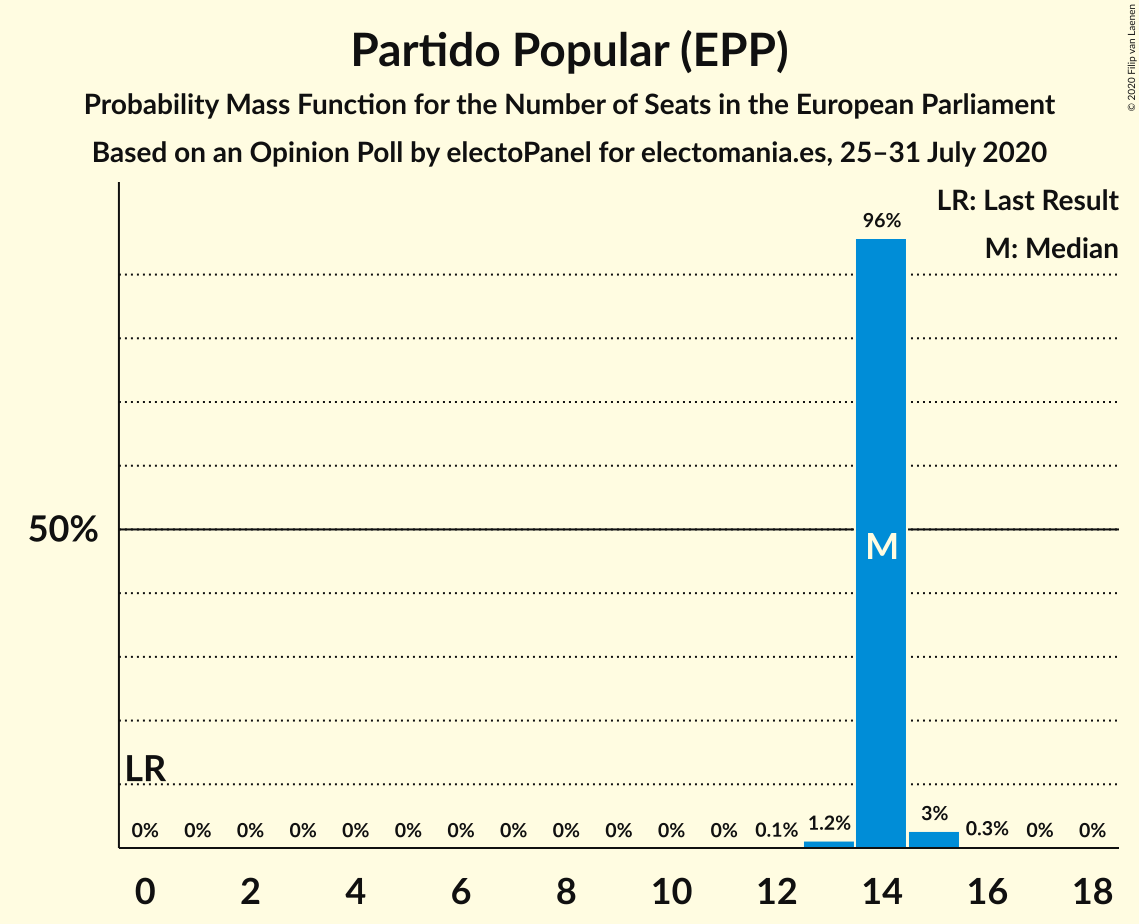 Partido Popular (EPP)
Probability Mass Function for the Number of Seats in the European Parliament
Based on an Opinion Poll by electoPanel for electomania.es, 25–31 July 2020
© 2020 Filip van Laenen
LR: Last Result
M: Median
96%
50%
M
LR
0% 0% 0% 0% 0% 0% 0% 0% 0% 0% 0% 0% 0.1% 1.2% 3% 0.3% 0% 0%
0 2 4 6 8 10 12 14 16 18